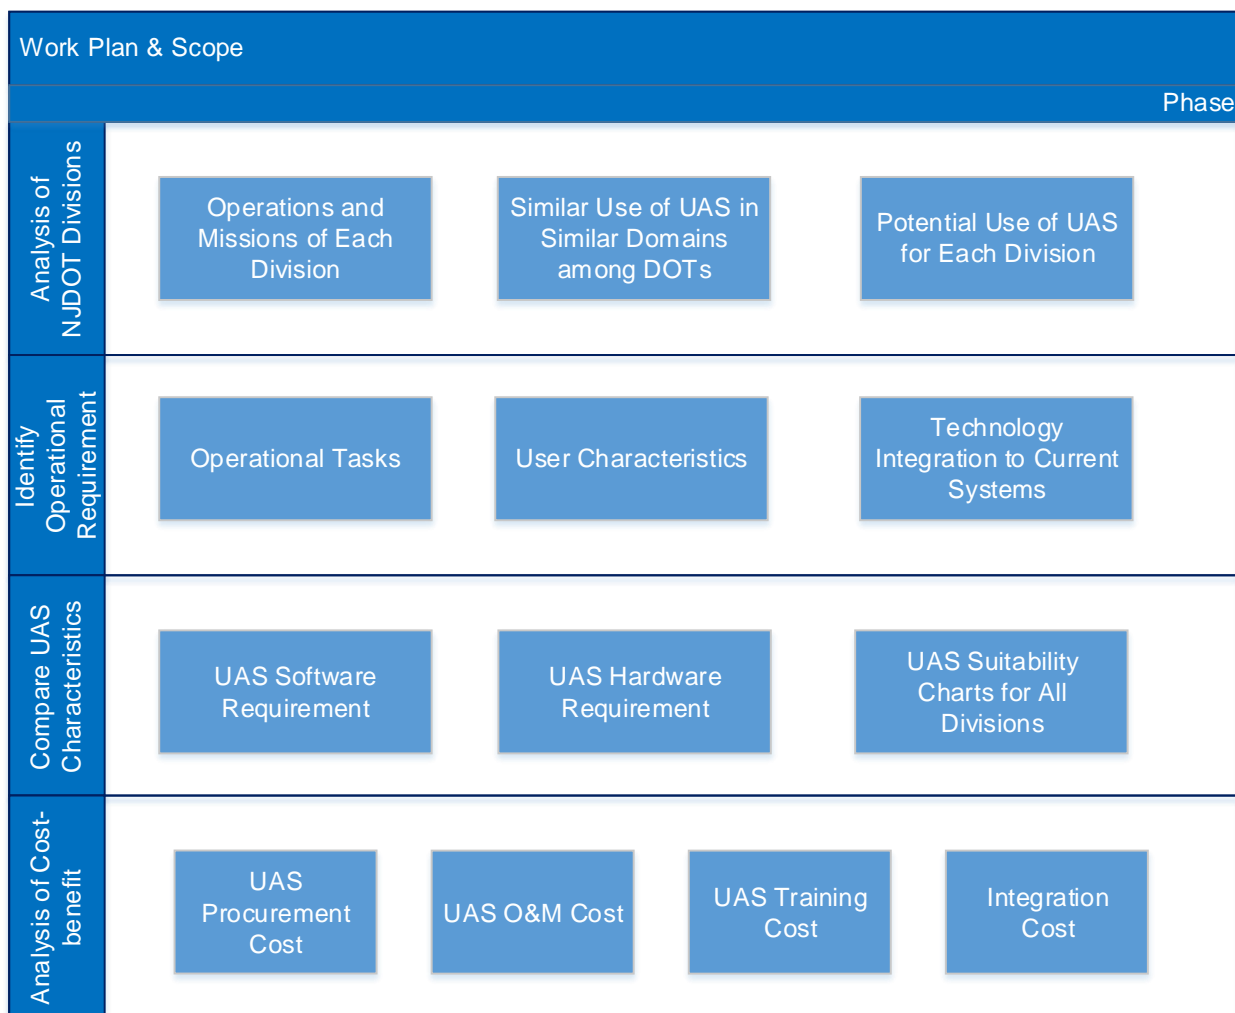 Work Plan & Scope
Phase
Analysis of
NJDOT Divisions
Operations and
Missions of Each
Division
Similar Use of UAS in
Similar Domains
among DOTs
Potential Use of UAS
for Each Division
Identify
Operational
Requirement
Operational Tasks
User Characteristics
Technology
Integration to Current
Systems
Compare UAS
Characteristics
UAS Software
Requirement
UAS Hardware
Requirement
UAS Suitability
Charts for All
Divisions
Analysis of Cost-
benefit
UAS
Procurement
Cost
UAS O&M Cost
UAS Training
Cost
Integration
Cost